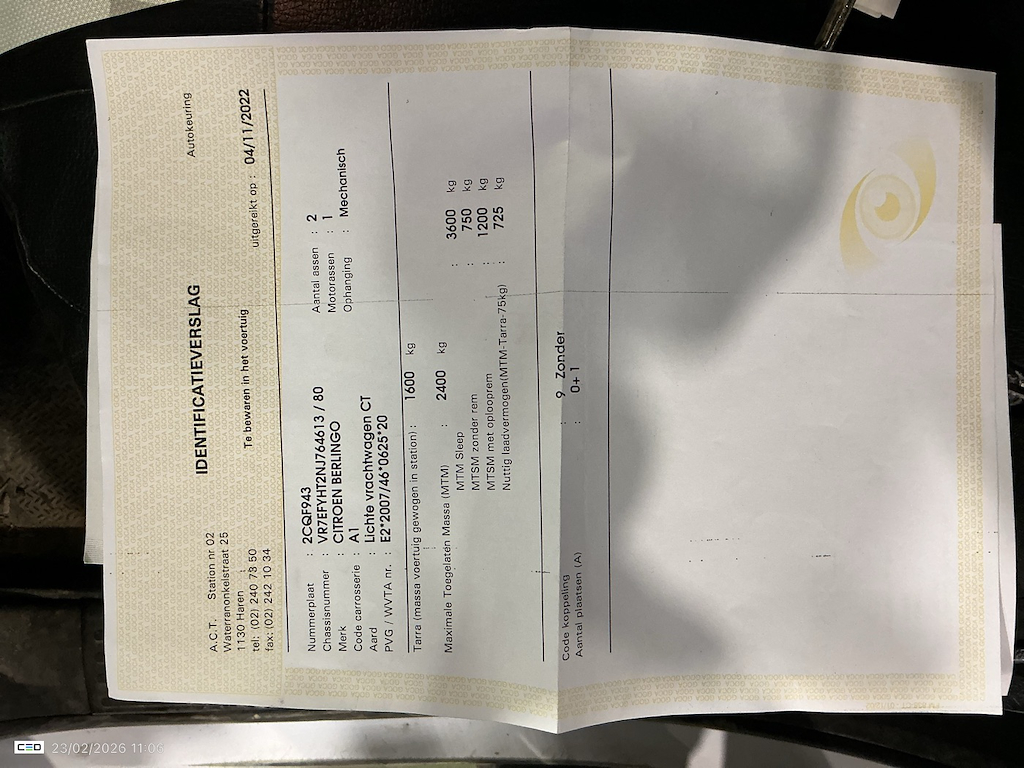 A.C.T. Station nr 02
Waterranonkelstraat 25
1130 Haren
tel: (02) 240 73 50
fax: (02) 242 10 34
Autokeuring
IDENTIFICATIEVERSLAG
Te bewaren in het voertuig
uitgereikt op : 04/11/2022
Nummerplaat : 2CQF943
Chassisnummer : VR7EFYHT2NJ764613 / 80
Merk : CITROEN BERLINGO
Code carrosserie : A1
Aard : Lichte vrachtwagen CT
PVG / WVTA nr. : E2*2007/46*0625*20
Aantal assen : 2
Motorassen : 1
Ophanging : Mechanisch
Tarra (massa voertuig gewogen in station) : 1600 kg
Maximale Toegelaten Massa (MTM) : 2400 kg
MTM Sleep : 3600 kg
MTSM zonder rem : 750 kg
MTSM met oplooprem : 1200 kg
Nuttig laadvermogen(MTM-Tarra-75kg) : 725 kg
Code koppeling : 9 Zonder
Aantal plaatsen (A) : 0+ 1
CEO 23/02/2026 11:06